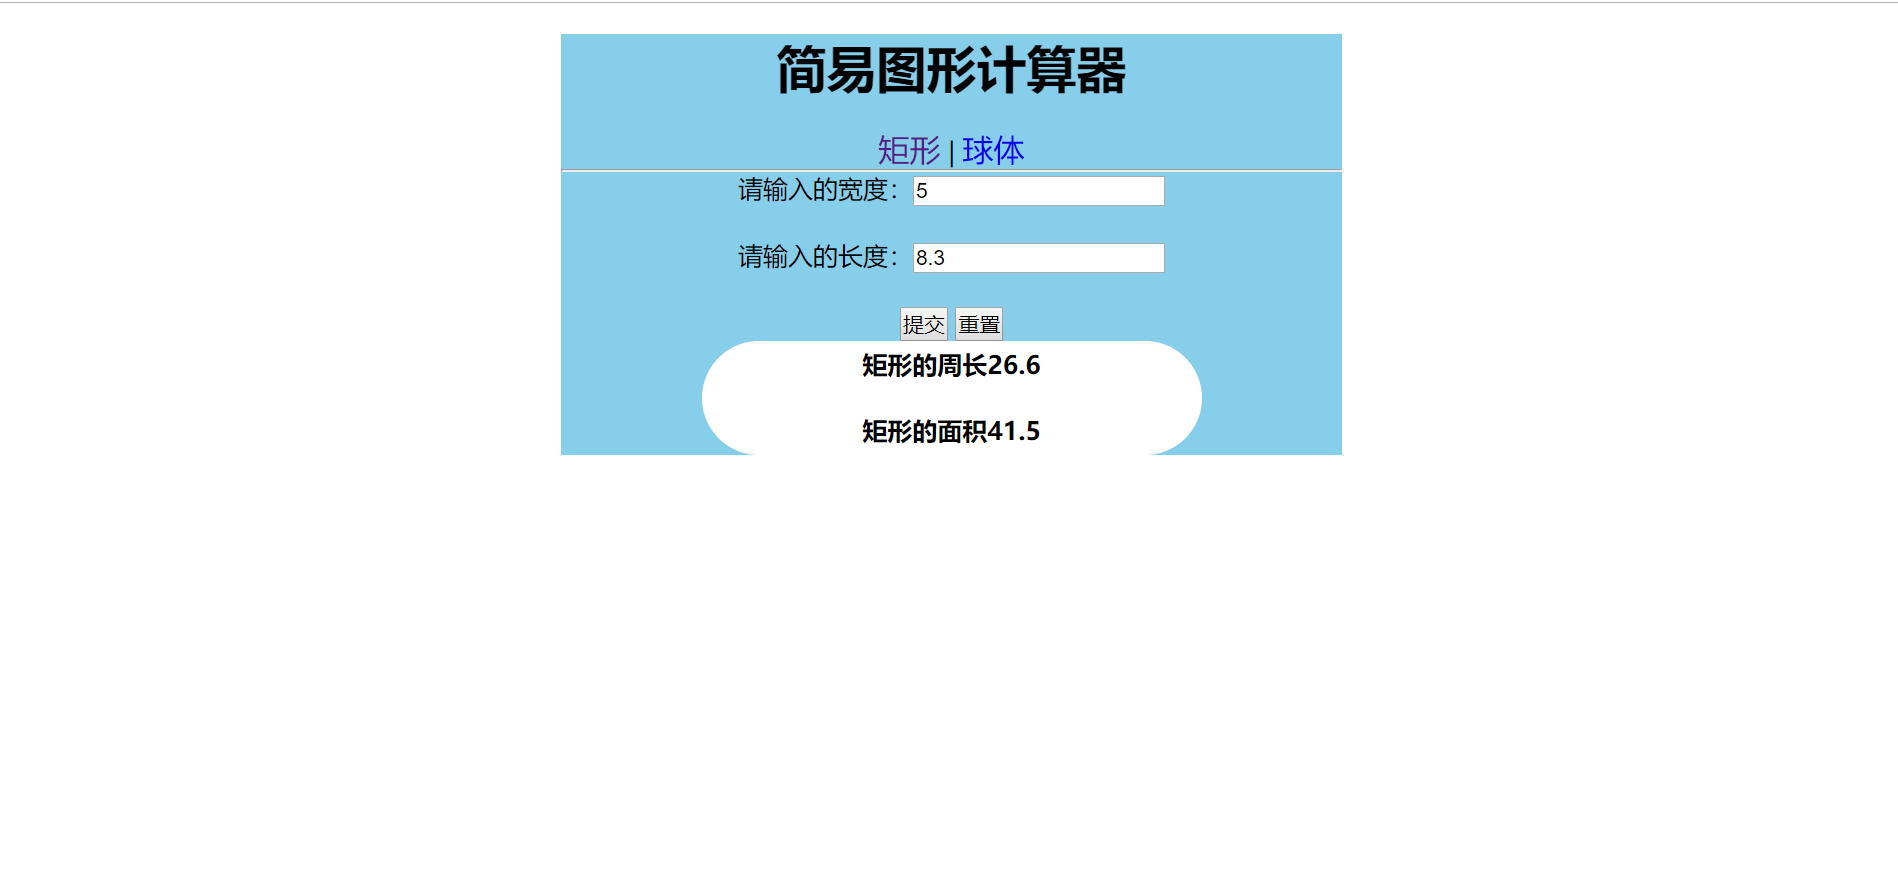 简易图形计算器
矩形 | 球体
请输入的宽度：5
请输入的长度：8.3
提交 重置
矩形的周长26.6
矩形的面积41.5